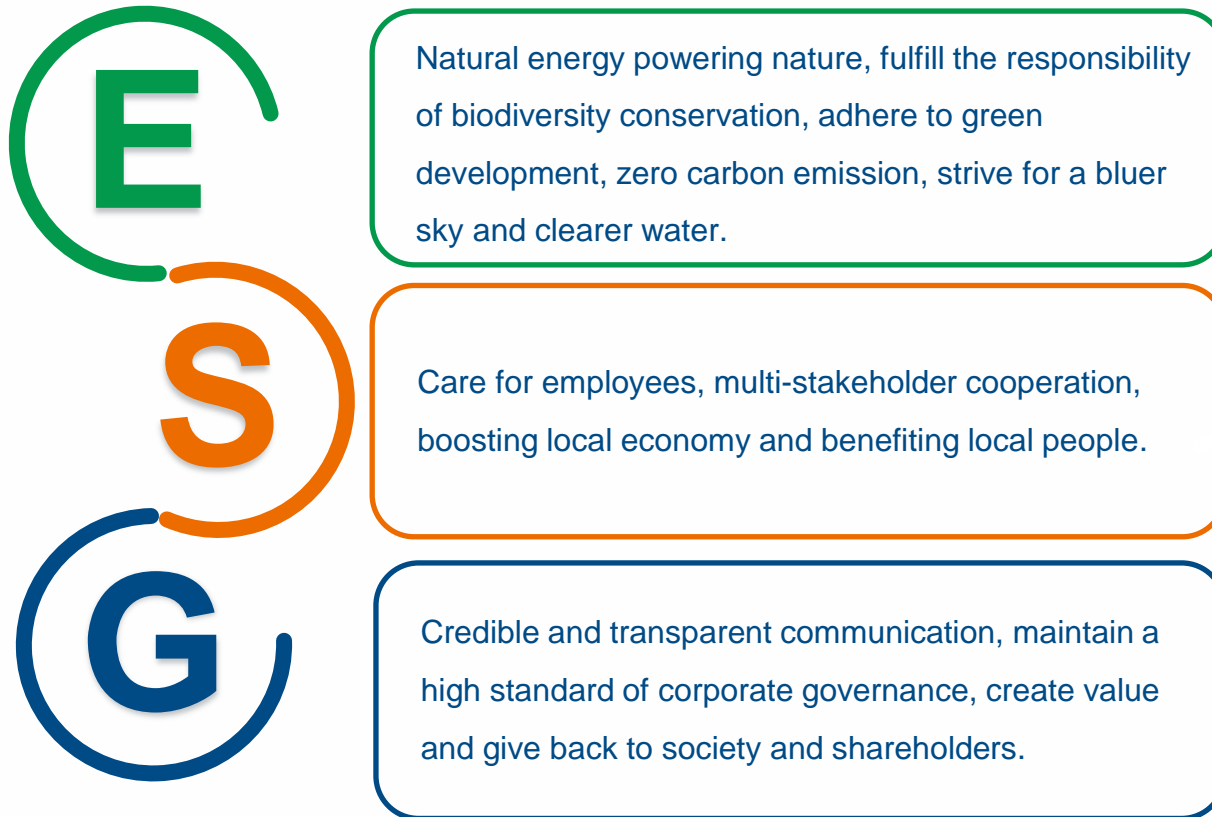 E
Natural energy powering nature, fulfill the responsibility
of biodiversity conservation, adhere to green
development, zero carbon emission, strive for a bluer
sky and clearer water.
S
Care for employees, multi-stakeholder cooperation,
boosting local economy and benefiting local people.
G
Credible and transparent communication, maintain a
high standard of corporate governance, create value
and give back to society and shareholders.